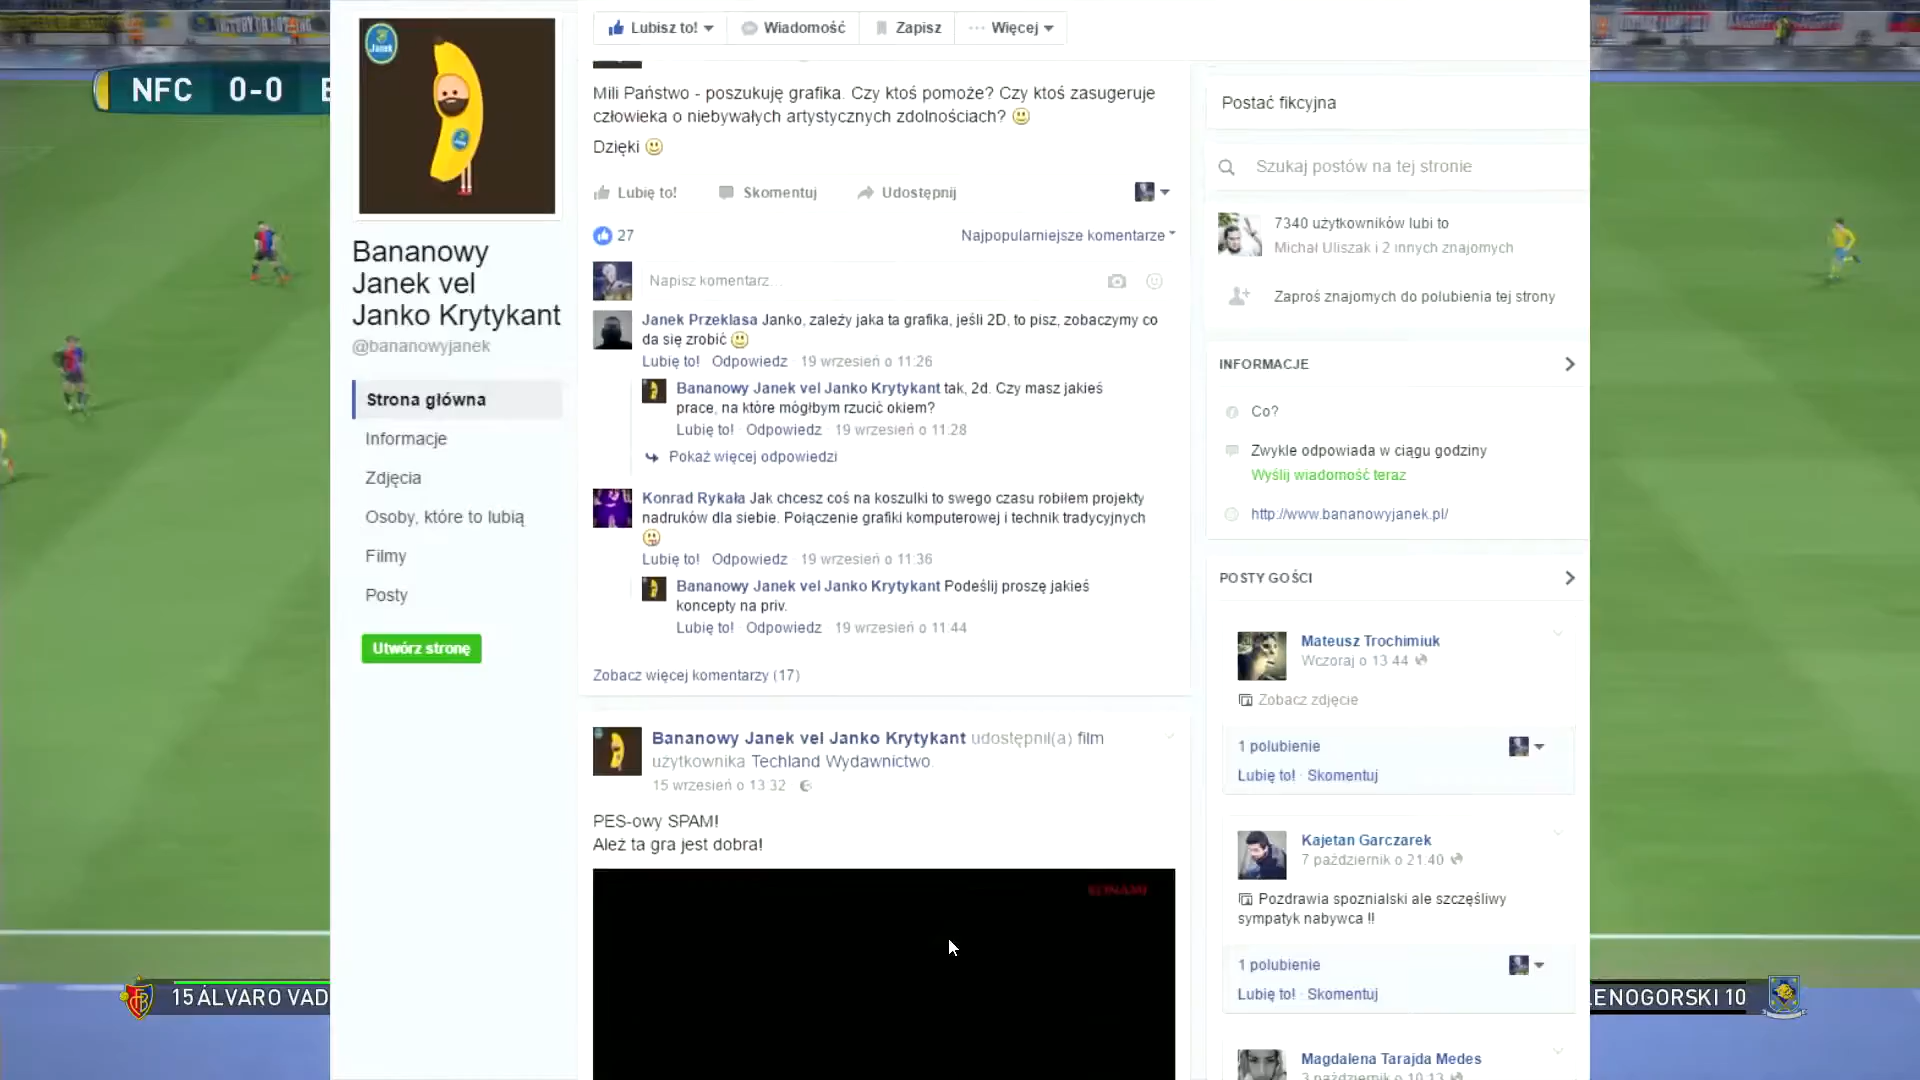 NFC 0-0
Janek
Bananowy
Janek vel
Janko Krytykant
@bananowyjanek
Strona główna
Informacje
Zdjęcia
Osoby, które to lubią
Filmy
Posty
Utwórz stronę
Lubisz to! Wiadomość Zapisz ... Więcej
Mili Państwo - poszukuję grafika. Czy ktoś pomoże? Czy ktoś zasugeruje
człowieka o niebywałych artystycznych zdolnościach?
Dzięki
Lubię to! Skomentuj Udostępnij
27 Najpopularniejsze komentarze
Napisz komentarz...
Janek Przeklasa Janko, zależy jaka ta grafika, jeśli 2D, to pisz, zobaczymy co
da się zrobić
Lubię to! · Odpowiedz · 19 wrzesień o 11:26
Bananowy Janek vel Janko Krytykant tak, 2d. Czy masz jakieś
prace, na które mógłbym rzucić okiem?
Lubię to! · Odpowiedz · 19 wrzesień o 11:28
Pokaż więcej odpowiedzi
Konrad Rykała Jak chcesz coś na koszulki to swego czasu robiłem projekty
nadruków dla siebie. Połączenie grafiki komputerowej i technik tradycyjnych
Lubię to! · Odpowiedz · 19 wrzesień o 11:36
Bananowy Janek vel Janko Krytykant Podeślij proszę jakieś
koncepty na priv.
Lubię to! · Odpowiedz · 19 wrzesień o 11:44
Zobacz więcej komentarzy (17)
Bananowy Janek vel Janko Krytykant udostępnił(a) film
użytkownika Techland Wydawnictwo.
15 wrzesień o 13:32
PES-owy SPAM!
Ależ ta gra jest dobra!
KONAMI
Postać fikcyjna
Szukaj postów na tej stronie
7340 użytkowników lubi to
Michał Uliszak i 2 innych znajomych
Zaproś znajomych do polubienia tej strony
INFORMACJE
Co?
Zwykle odpowiada w ciągu godziny
Wyślij wiadomość teraz
http://www.bananowyjanek.pl/
POSTY GOŚCI
Mateusz Trochimiuk
Wczoraj o 13:44
Zobacz zdjęcie
1 polubienie
Lubię to! · Skomentuj
Kajetan Garczarek
7 październik o 21:40
Pozdrawia spoznialski ale szczęśliwy
sympatyk nabywca !!
1 polubienie
Lubię to! · Skomentuj
Magdalena Tarajda Medes
3 październik o 10:13
15 ÁLVARO VAD
LENOGORSKI 10